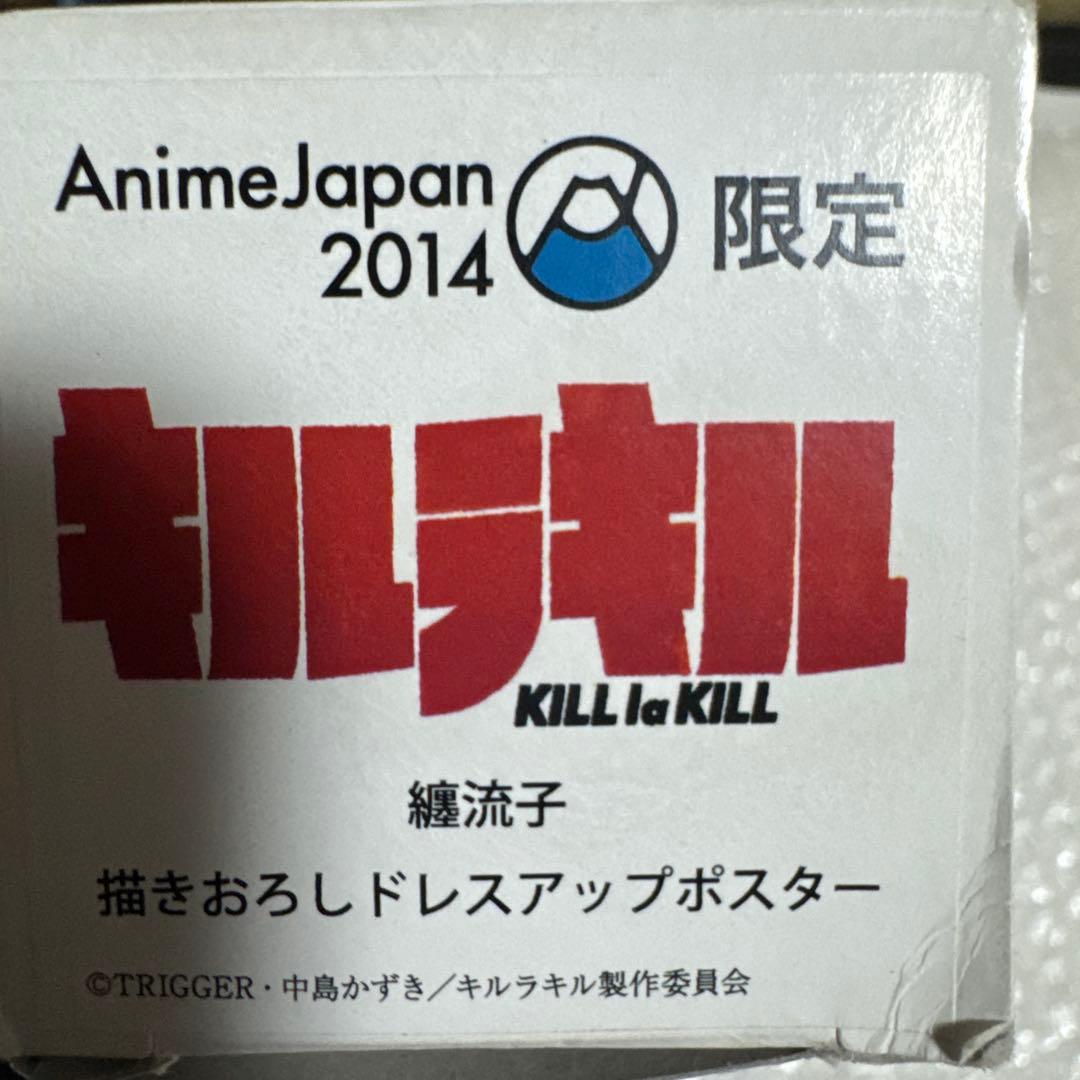 AnimeJapan 限定
2014
キルラキル
KILL la KILL
纏流子
描きおろしドレスアップポスター
©TRIGGER・中島かずき／キルラキル製作委員会